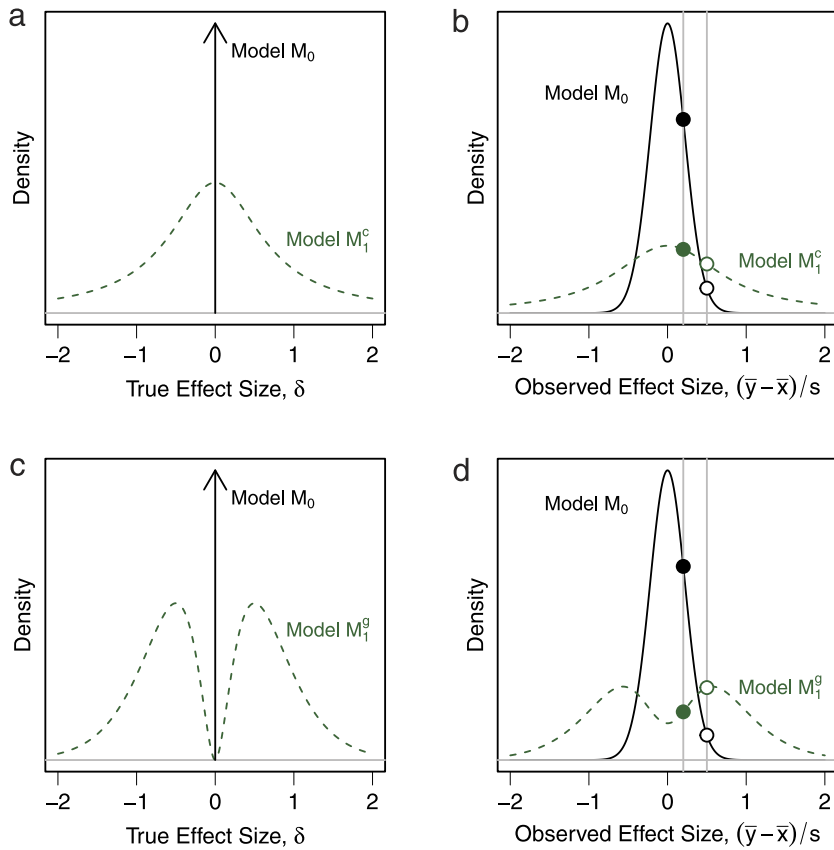 a
Model M₀
Model M₁ᶜ
Density
−2 −1 0 1 2
True Effect Size, δ
b
Model M₀
Model M₁ᶜ
Density
−2 −1 0 1 2
Observed Effect Size, (y̅ − x̅)/s
c
Model M₀
Model M₁ᵍ
Density
−2 −1 0 1 2
True Effect Size, δ
d
Model M₀
Model M₁ᵍ
Density
−2 −1 0 1 2
Observed Effect Size, (y̅ − x̅)/s